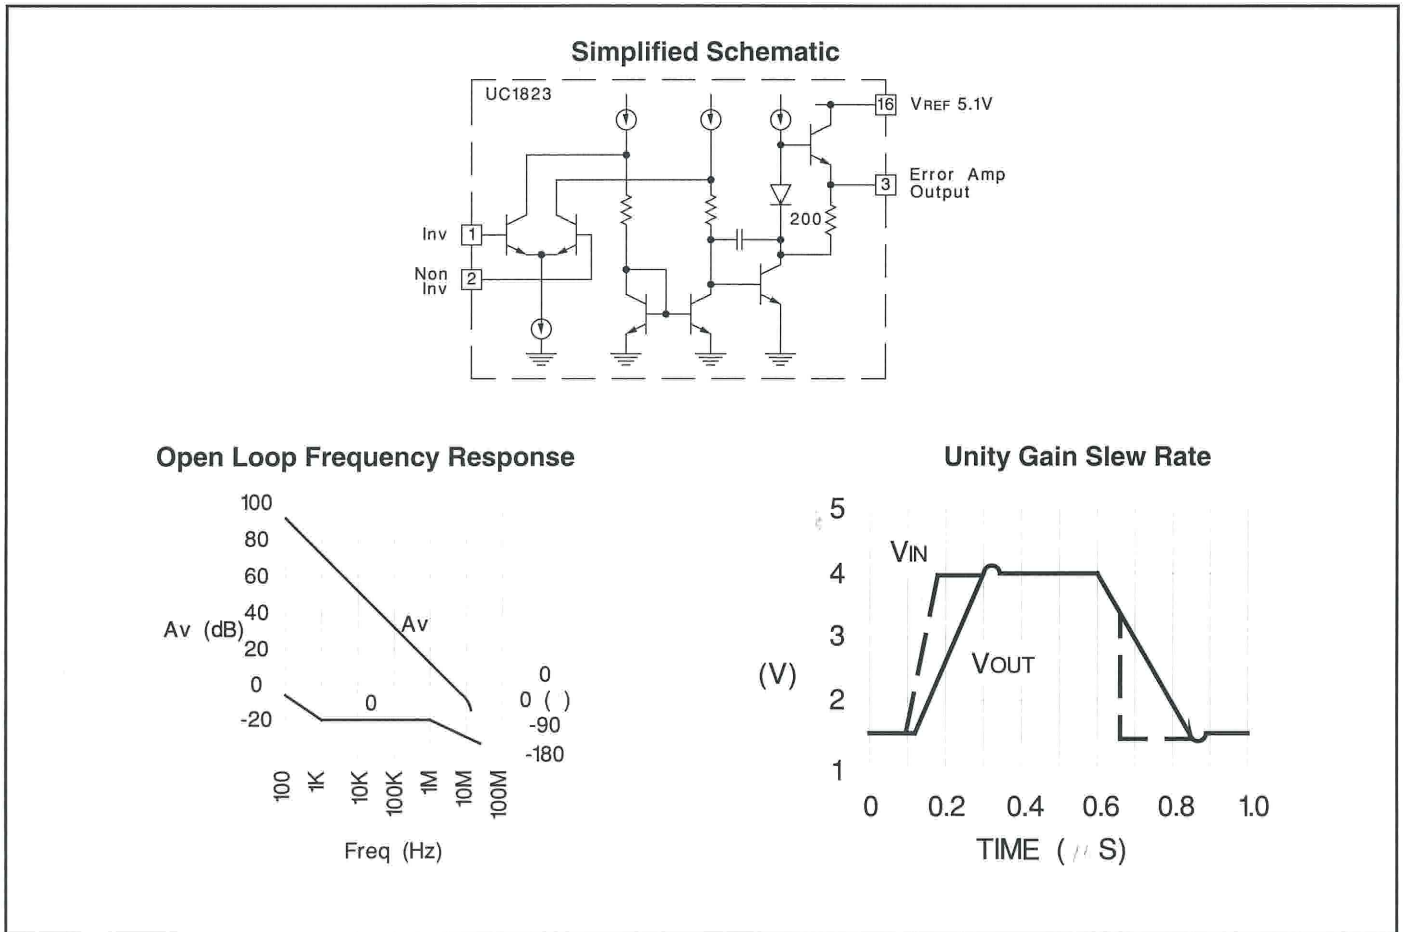 Simplified Schematic
UC1823
16 VREF 5.1V
3 Error Amp
Output
200
Inv 1
Non
Inv 2
Open Loop Frequency Response
100
80
60
40
Av (dB)
20
0
-20
Av
0
0
0 ( )
-90
-180
100 1K 10K 100K 1M 10M 100M
Freq (Hz)
Unity Gain Slew Rate
5
4
3
(V)
2
1
VIN
VOUT
0 0.2 0.4 0.6 0.8 1.0
TIME (μ S)